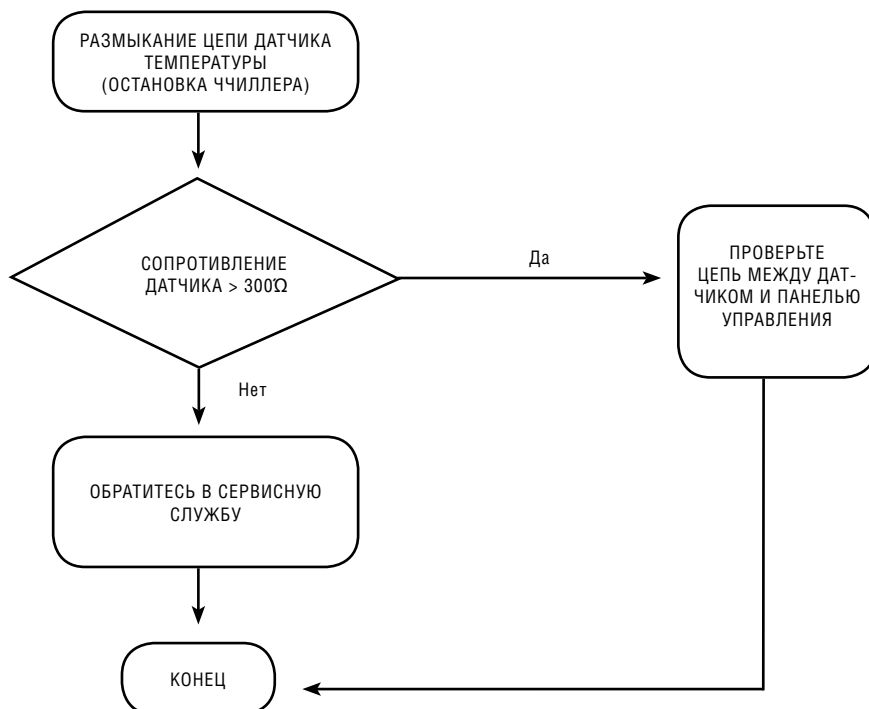 РАЗМЫКАНИЕ ЦЕПИ ДАТЧИКА
ТЕМПЕРАТУРЫ
(ОСТАНОВКА ЧЧИЛЛЕРА)
СОПРОТИВЛЕНИЕ
ДАТЧИКА > 300Ω
Да
ПРОВЕРЬТЕ
ЦЕПЬ МЕЖДУ ДАТ-
ЧИКОМ И ПАНЕЛЬЮ
УПРАВЛЕНИЯ
Нет
ОБРАТИТЕСЬ В СЕРВИСНУЮ
СЛУЖБУ
КОНЕЦ